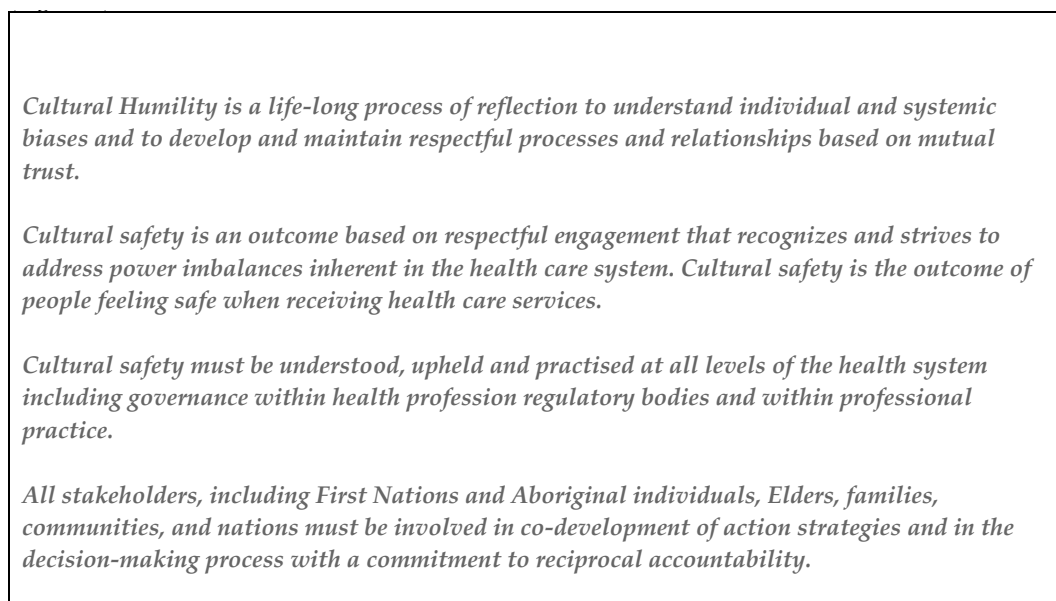 Cultural Humility is a life-long process of reflection to understand individual and systemic
biases and to develop and maintain respectful processes and relationships based on mutual
trust.
Cultural safety is an outcome based on respectful engagement that recognizes and strives to
address power imbalances inherent in the health care system. Cultural safety is the outcome of
people feeling safe when receiving health care services.
Cultural safety must be understood, upheld and practised at all levels of the health system
including governance within health profession regulatory bodies and within professional
practice.
All stakeholders, including First Nations and Aboriginal individuals, Elders, families,
communities, and nations must be involved in co-development of action strategies and in the
decision-making process with a commitment to reciprocal accountability.